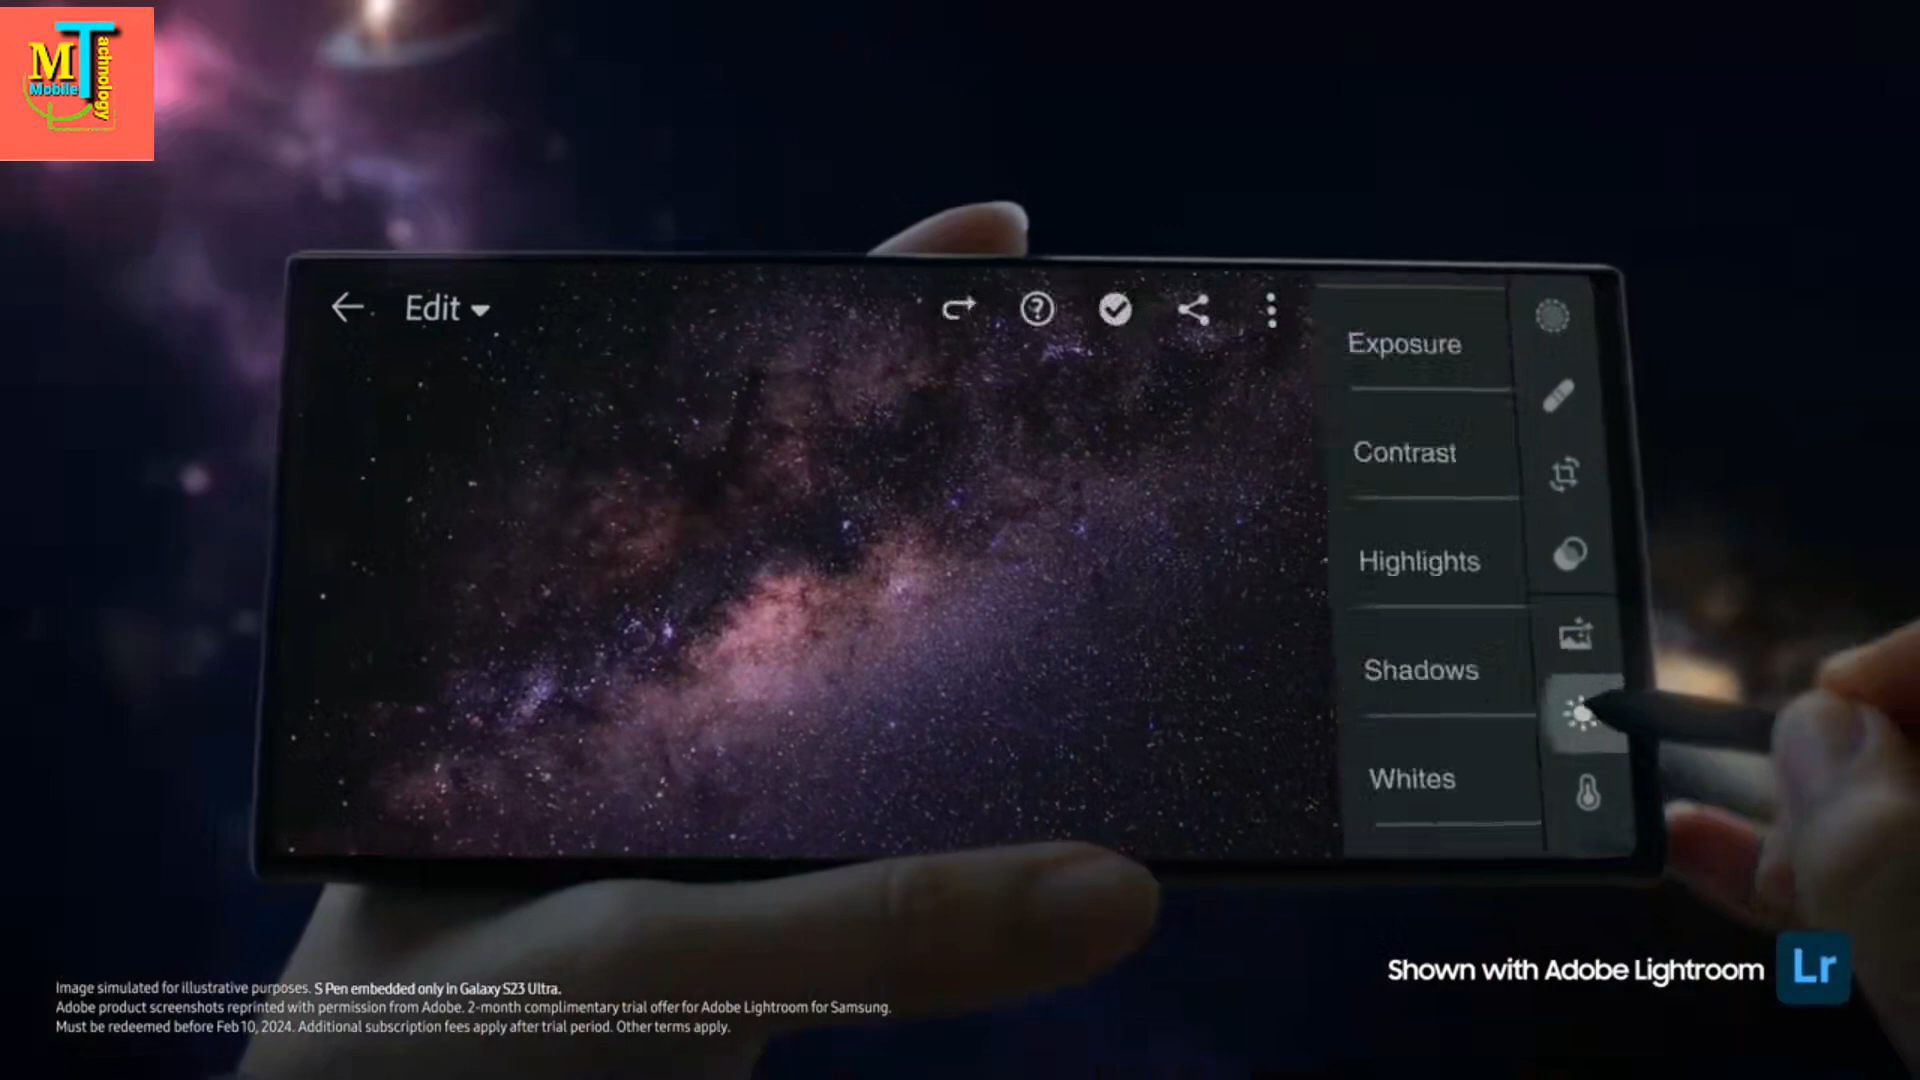 MT
Mobile
achnology
Edit
Exposure
Contrast
Highlights
Shadows
Whites
Shown with Adobe Lightroom
Lr
Image simulated for illustrative purposes. S Pen embedded only in Galaxy S23 Ultra.
Adobe product screenshots reprinted with permission from Adobe. 2-month complimentary trial offer for Adobe Lightroom for Samsung.
Must be redeemed before Feb 10, 2024. Additional subscription fees apply after trial period. Other terms apply.